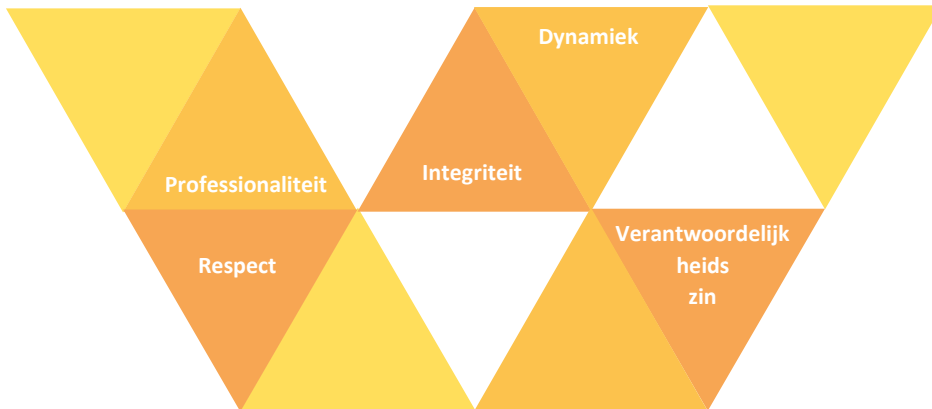 Dynamiek
Professionaliteit
Integriteit
Respect
Verantwoordelijk
heids
zin